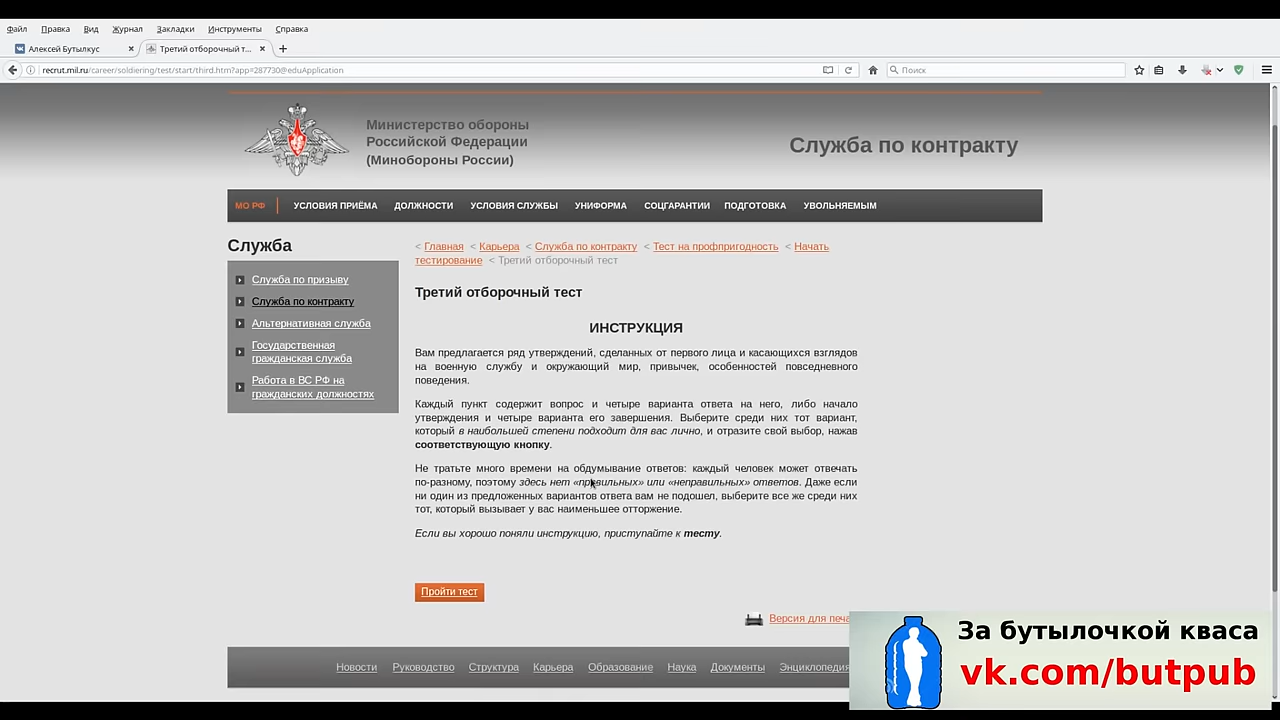 Файл Правка Вид Журнал Закладки Инструменты Справка
Алексей Бутылкус
Третий отборочный т...
recrut.mil.ru/career/soldiering/test/start/third.htm?app=287730@eduApplication
Поиск
Министерство обороны
Российской Федерации
(Минобороны России)
Служба по контракту
МО РФ УСЛОВИЯ ПРИЁМА ДОЛЖНОСТИ УСЛОВИЯ СЛУЖБЫ УНИФОРМА СОЦГАРАНТИИ ПОДГОТОВКА УВОЛЬНЯЕМЫМ
Служба
Служба по призыву
Служба по контракту
Альтернативная служба
Государственная
гражданская служба
Работа в ВС РФ на
гражданских должностях
< Главная < Карьера < Служба по контракту < Тест на профпригодность < Начать
тестирование < Третий отборочный тест
Третий отборочный тест
ИНСТРУКЦИЯ
Вам предлагается ряд утверждений, сделанных от первого лица и касающихся взглядов
на военную службу и окружающий мир, привычек, особенностей повседневного
поведения.
Каждый пункт содержит вопрос и четыре варианта ответа на него, либо начало
утверждения и четыре варианта его завершения. Выберите среди них тот вариант,
который в наибольшей степени подходит для вас лично, и отразите свой выбор, нажав
соответствующую кнопку.
Не тратьте много времени на обдумывание ответов: каждый человек может отвечать
по-разному, поэтому здесь нет «правильных» или «неправильных» ответов. Даже если
ни один из предложенных вариантов ответа вам не подошел, выберите все же среди них
тот, который вызывает у вас наименьшее отторжение.
Если вы хорошо поняли инструкцию, приступайте к тесту.
Пройти тест
Версия для печа
Новости Руководство Структура Карьера Образование Наука Документы Энциклопедия
За бутылочкой кваса
vk.com/butpub